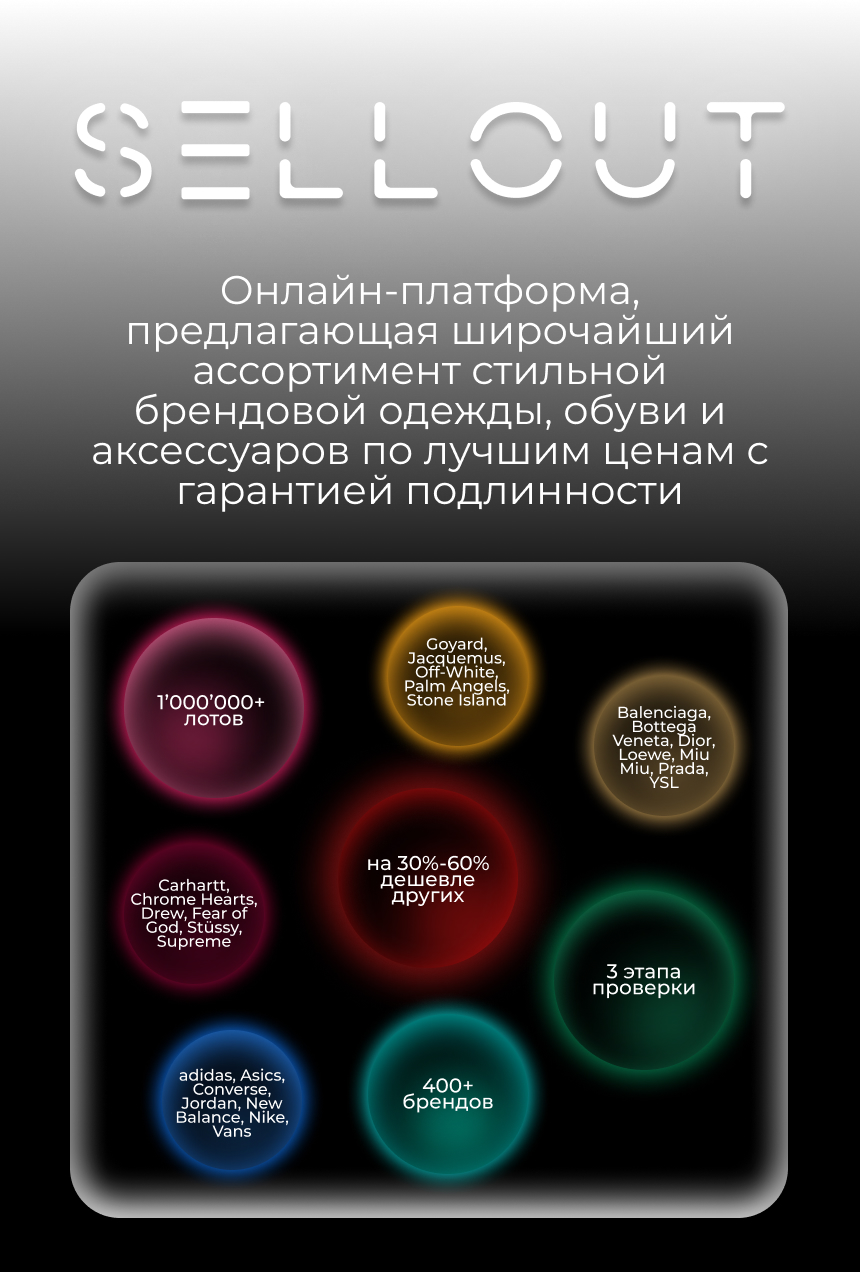 SELLOUT
Онлайн-платформа,
предлагающая широчайший
ассортимент стильной
брендовой одежды, обуви и
аксессуаров по лучшим ценам с
гарантией подлинности
1'000'000+
лотов
Goyard,
Jacquemus,
Off-White,
Palm Angels,
Stone Island
Balenciaga,
Bottega
Veneta, Dior,
Loewe, Miu
Miu, Prada,
YSL
на 30%-60%
дешевле
других
Carhartt,
Chrome Hearts,
Drew, Fear of
God, Stüssy,
Supreme
3 этапа
проверки
adidas, Asics,
Converse,
Jordan, New
Balance, Nike,
Vans
400+
брендов